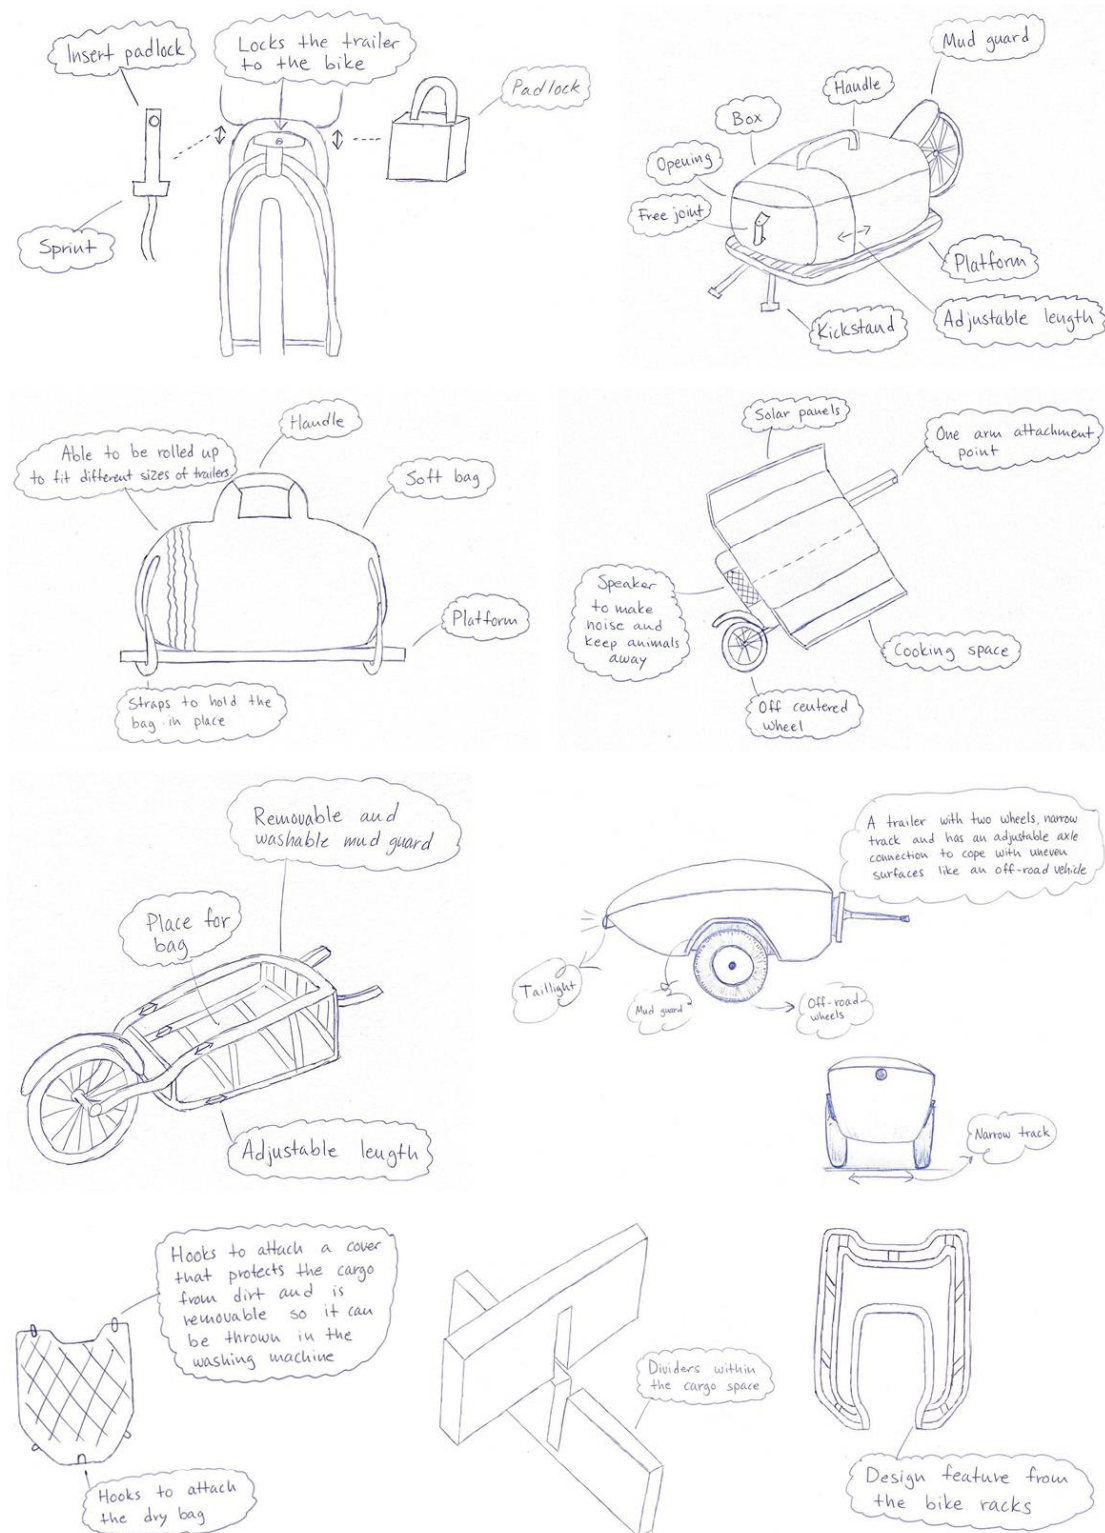 Insert padlock
Locks the trailer
to the bike
Padlock
Sprint
Mud guard
Handle
Box
Opening
Free joint
Platform
Adjustable length
Kickstand
Handle
Able to be rolled up
to fit different sizes of trailers
Soft bag
Platform
Straps to hold the
bag in place
Solar panels
One arm attachment
point
Speaker
to make
noise and
keep animals
away
Cooking space
Off centered
wheel
Removable and
washable mud guard
Place for
bag
Adjustable length
A trailer with two wheels, narrow
track and has an adjustable axle
connection to cope with uneven
surfaces like an off-road vehicle
Taillight
Mud guard
Off-road
wheels
Narrow track
Hooks to attach a cover
that protects the cargo
from dirt and is
removable so it can
be thrown in the
washing machine
Hooks to attach
the dry bag
Dividers within
the cargo space
Design feature from
the bike racks